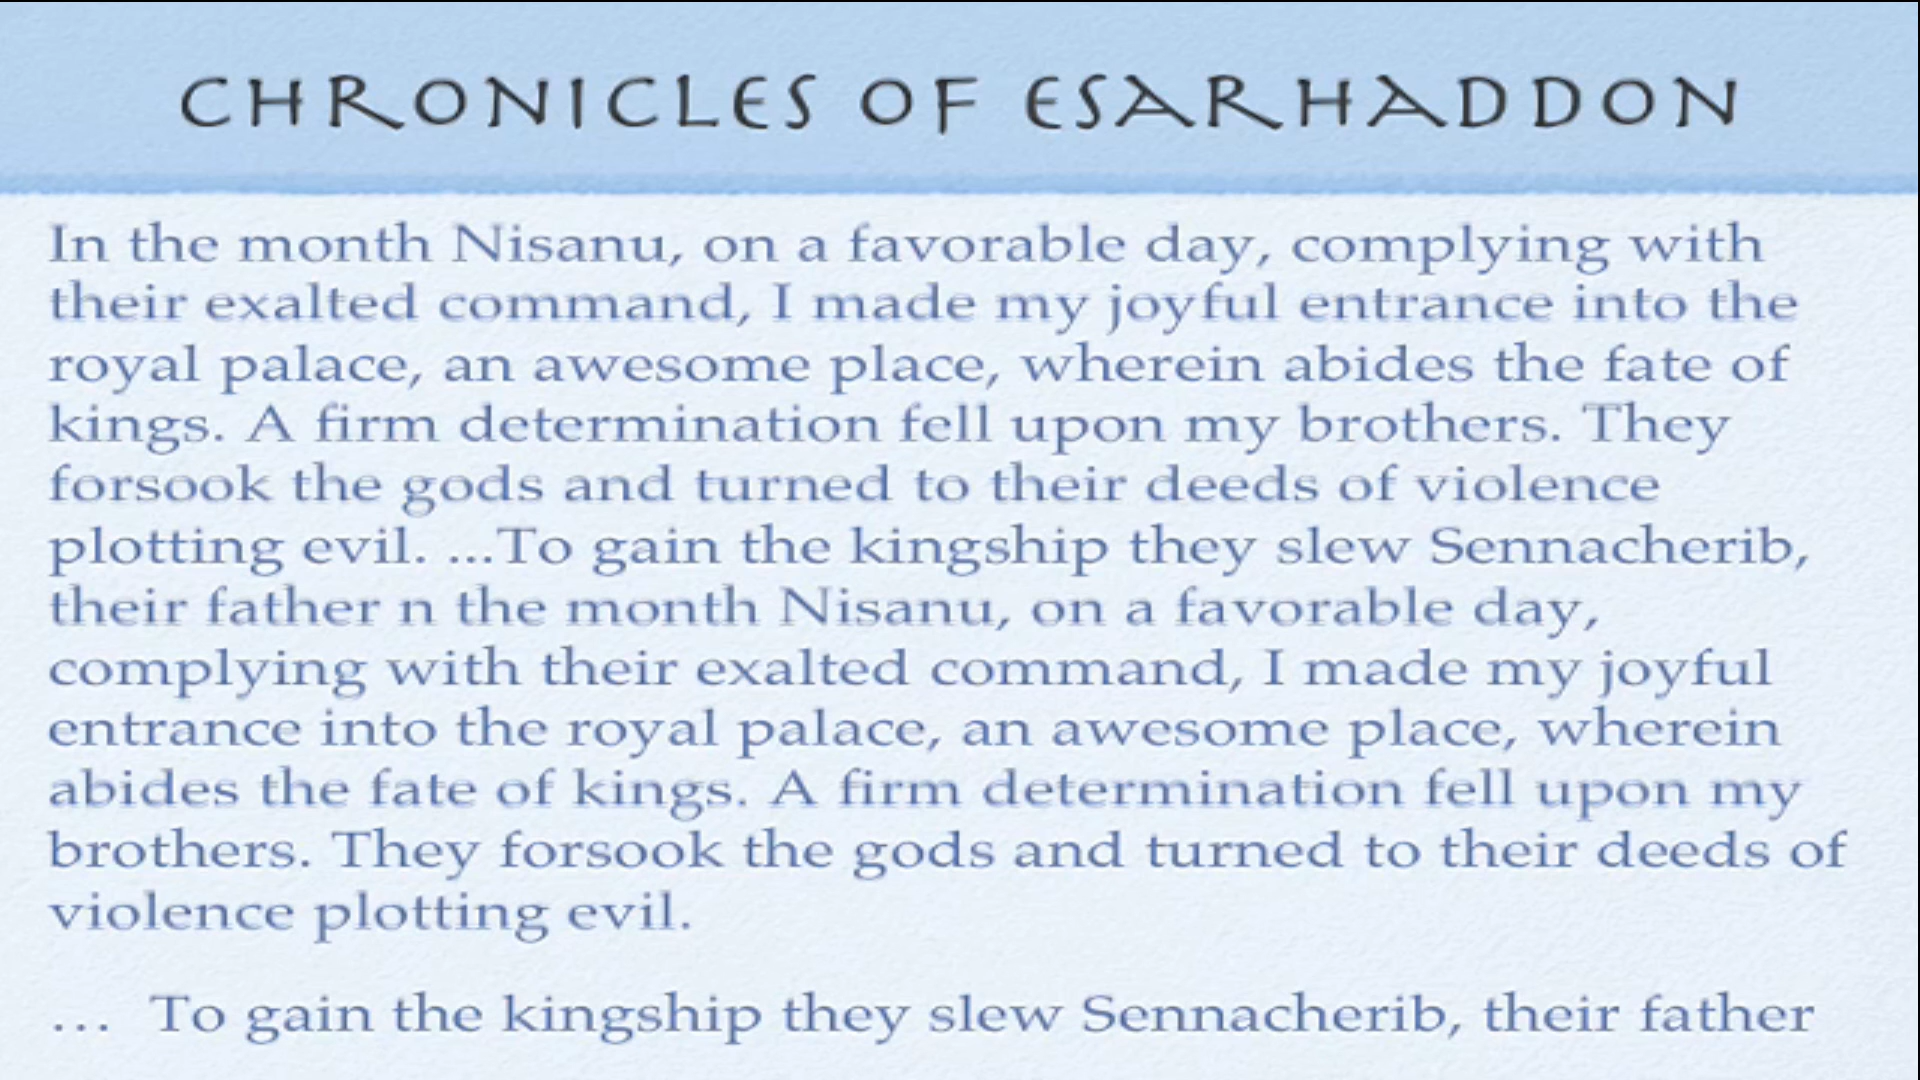 CHRONICLES OF ESARHADDON
In the month Nisanu, on a favorable day, complying with
their exalted command, I made my joyful entrance into the
royal palace, an awesome place, wherein abides the fate of
kings. A firm determination fell upon my brothers. They
forsook the gods and turned to their deeds of violence
plotting evil. ...To gain the kingship they slew Sennacherib,
their father n the month Nisanu, on a favorable day,
complying with their exalted command, I made my joyful
entrance into the royal palace, an awesome place, wherein
abides the fate of kings. A firm determination fell upon my
brothers. They forsook the gods and turned to their deeds of
violence plotting evil.
… To gain the kingship they slew Sennacherib, their father